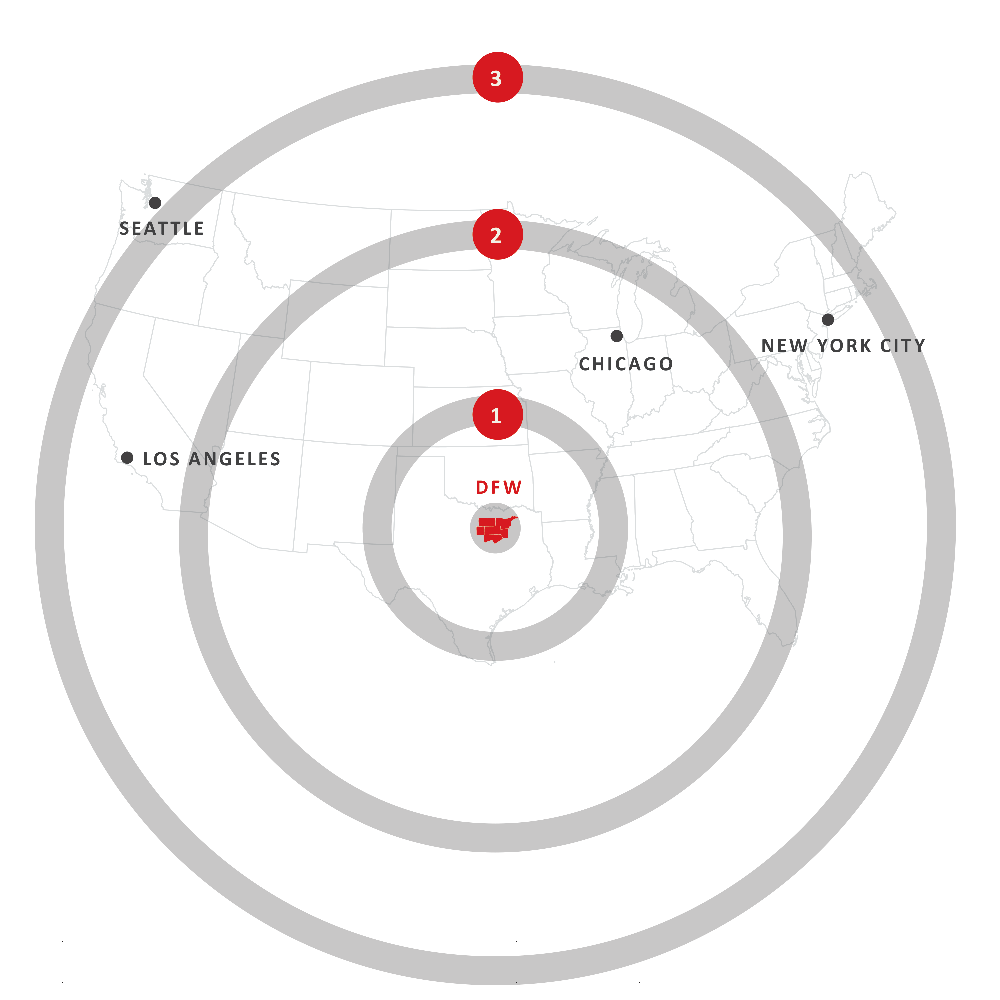 3
SEATTLE
2
NEW YORK CITY
CHICAGO
1
LOS ANGELES
DFW